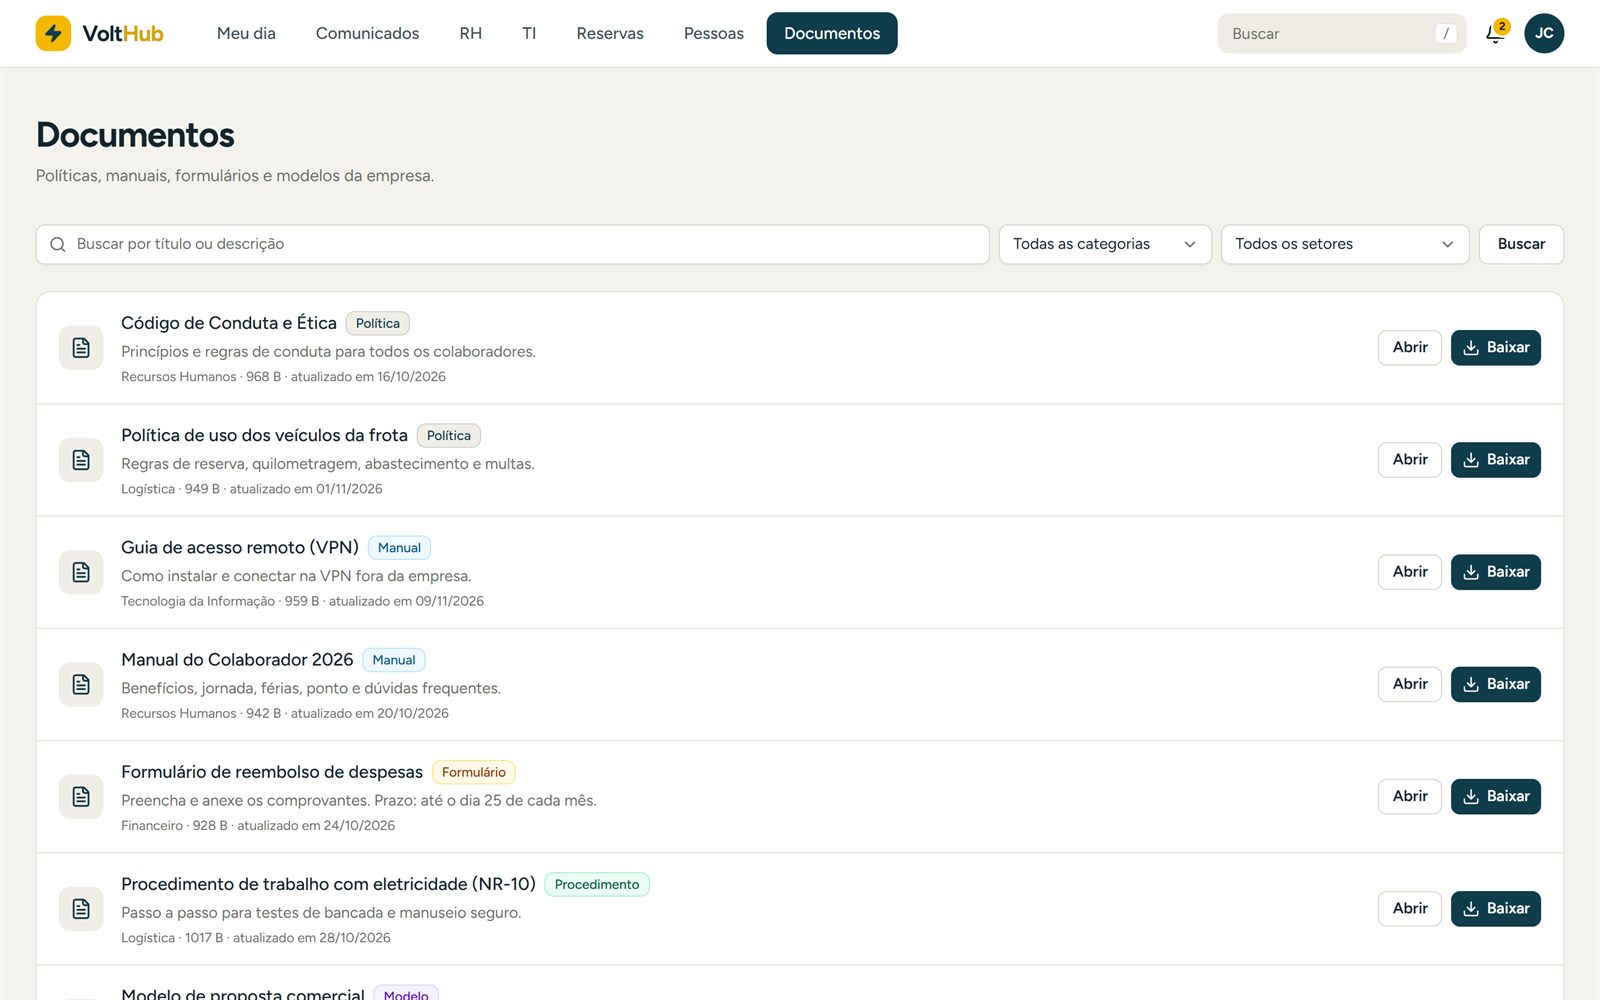 VoltHub
Meu dia
Comunicados
RH
TI
Reservas
Pessoas
Documentos
Buscar
/
2
JC
Documentos
Políticas, manuais, formulários e modelos da empresa.
Buscar por título ou descrição
Todas as categorias
Todos os setores
Buscar
Código de Conduta e Ética Política
Princípios e regras de conduta para todos os colaboradores.
Recursos Humanos · 968 B · atualizado em 16/10/2026
Abrir
Baixar
Política de uso dos veículos da frota Política
Regras de reserva, quilometragem, abastecimento e multas.
Logística · 949 B · atualizado em 01/11/2026
Abrir
Baixar
Guia de acesso remoto (VPN) Manual
Como instalar e conectar na VPN fora da empresa.
Tecnologia da Informação · 959 B · atualizado em 09/11/2026
Abrir
Baixar
Manual do Colaborador 2026 Manual
Benefícios, jornada, férias, ponto e dúvidas frequentes.
Recursos Humanos · 942 B · atualizado em 20/10/2026
Abrir
Baixar
Formulário de reembolso de despesas Formulário
Preencha e anexe os comprovantes. Prazo: até o dia 25 de cada mês.
Financeiro · 928 B · atualizado em 24/10/2026
Abrir
Baixar
Procedimento de trabalho com eletricidade (NR-10) Procedimento
Passo a passo para testes de bancada e manuseio seguro.
Logística · 1017 B · atualizado em 28/10/2026
Abrir
Baixar
Modelo de proposta comercial Modelo